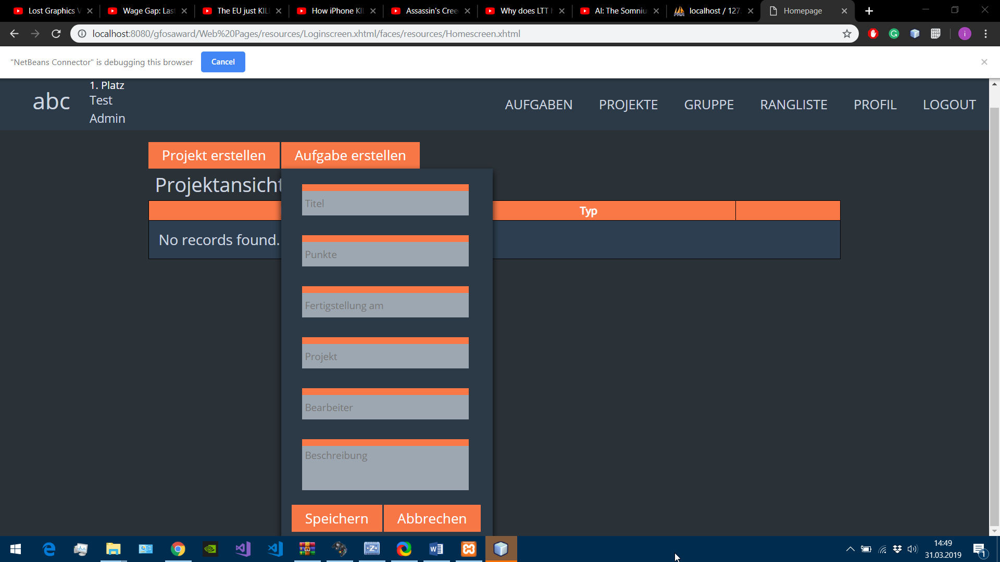 Lost Graphics V
Wage Gap: Las
The EU just KIL
How iPhone KIL
Assassin's Cree
Why does LTT
AI: The Somniu
localhost / 127.
Homepage
localhost:8080/gfosaward/Web%20Pages/resources/Loginscreen.xhtml/faces/resources/Homescreen.xhtml
"NetBeans Connector" is debugging this browser
Cancel
abc
1. Platz
Test
Admin
AUFGABEN PROJEKTE GRUPPE RANGLISTE PROFIL LOGOUT
Projekt erstellen
Aufgabe erstellen
Projektansicht
Typ
No records found.
Titel
Punkte
Fertigstellung am
Projekt
Bearbeiter
Beschreibung
Speichern
Abbrechen
14:49
31.03.2019
1